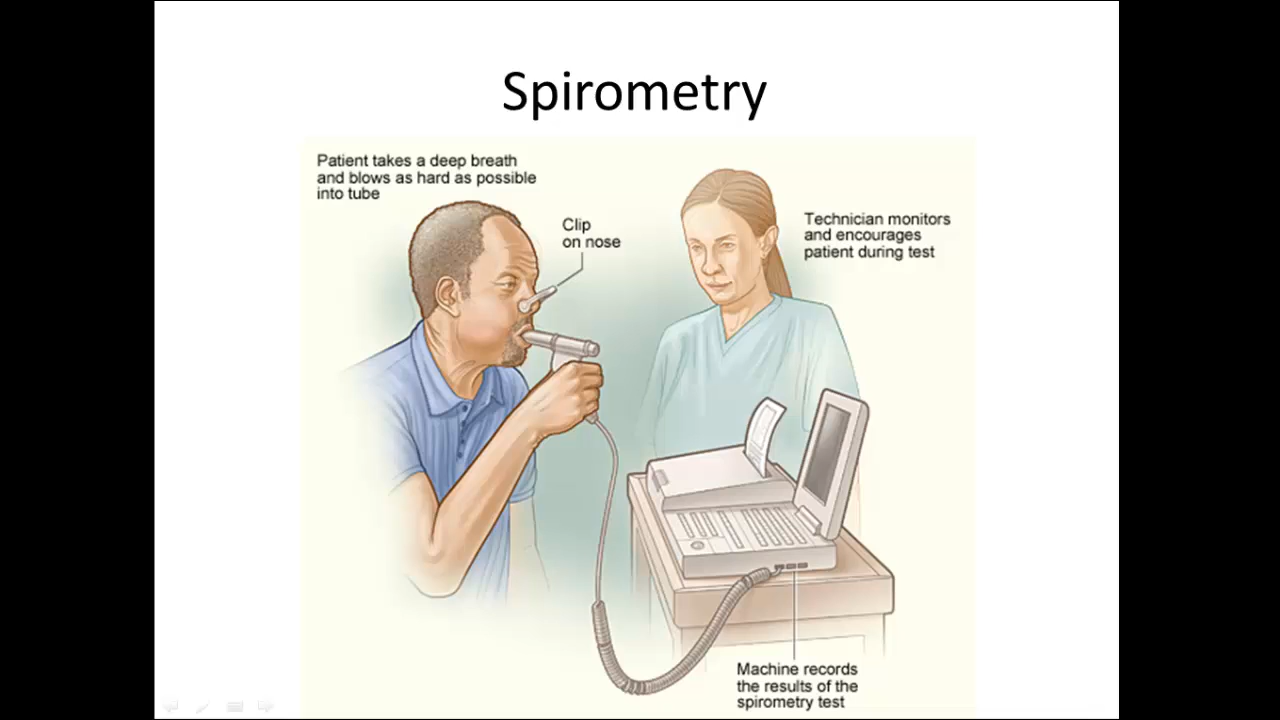 Spirometry
Patient takes a deep breath
and blows as hard as possible
into tube
Clip
on nose
Technician monitors
and encourages
patient during test
Machine records
the results of the
spirometry test